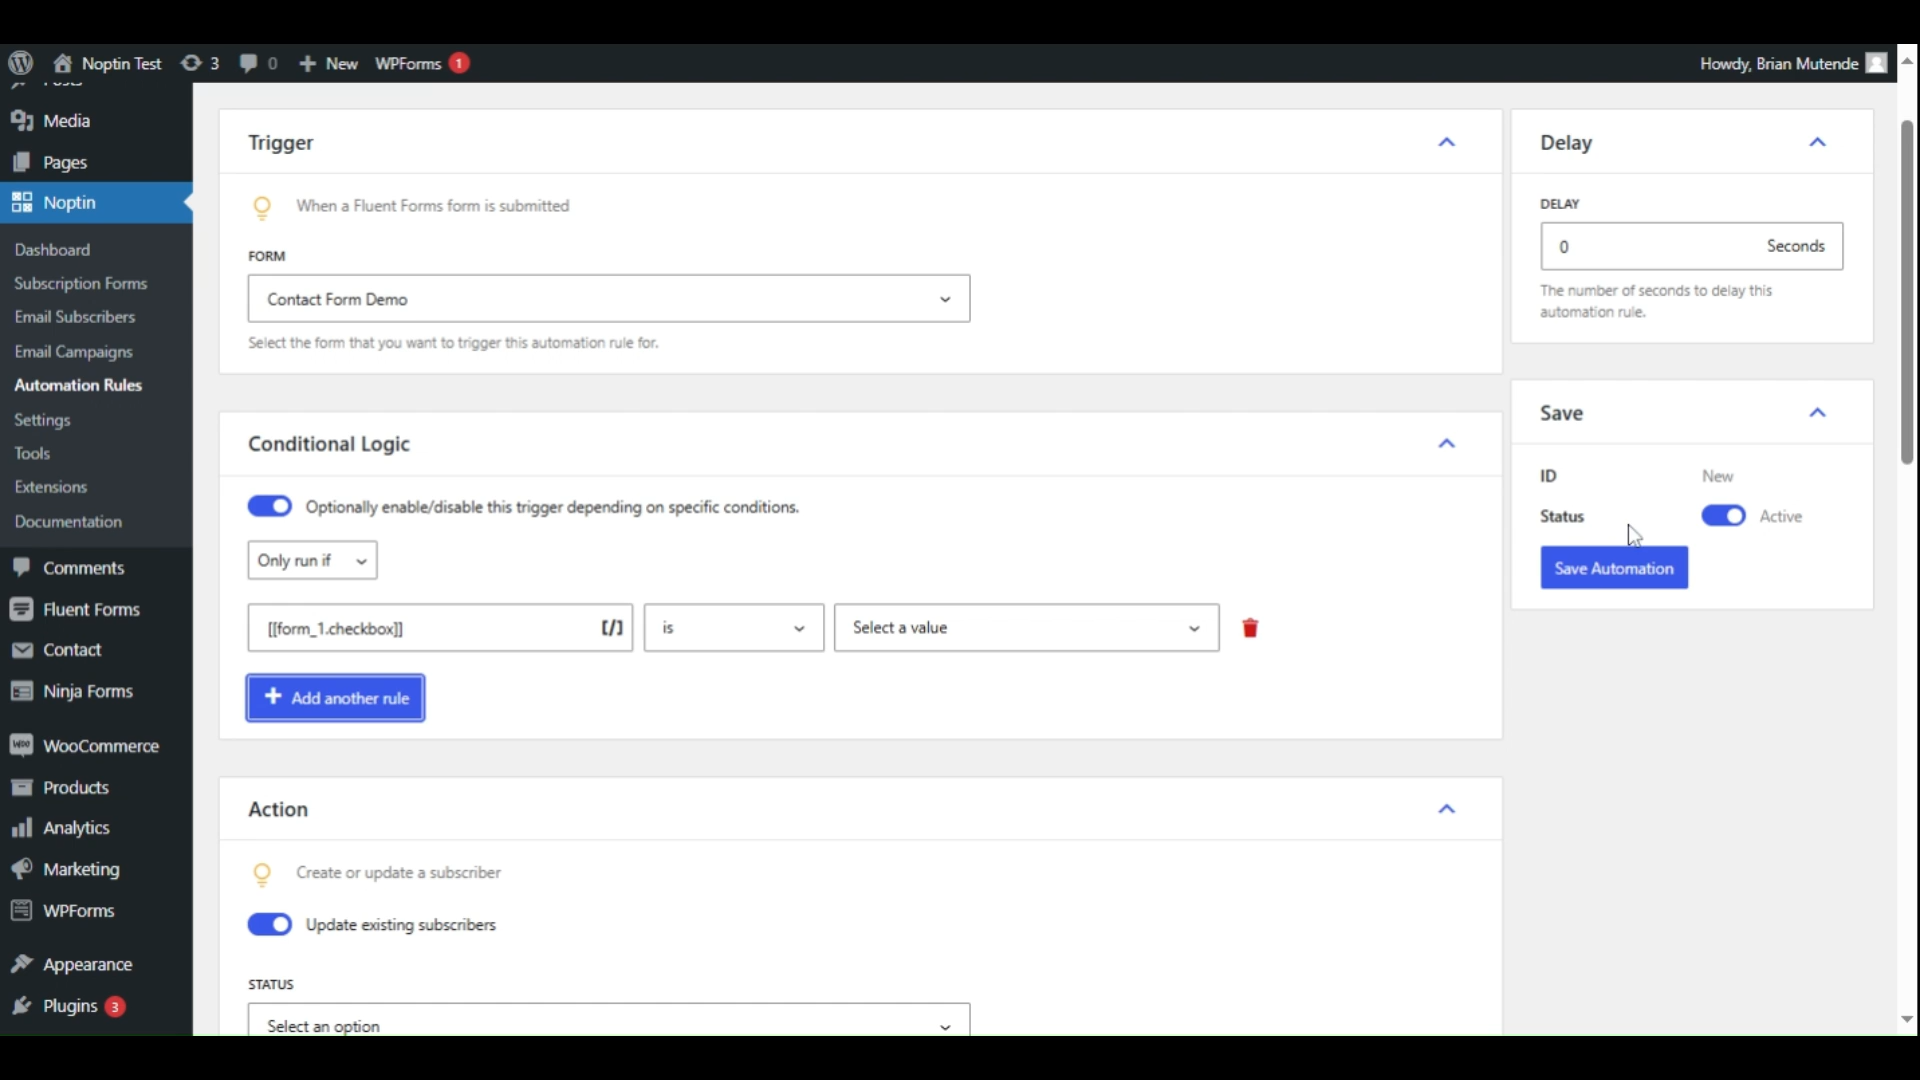 Noptin Test 3 0 New WPForms 1 Howdy, Brian Mutende
Media
Pages
Noptin
Dashboard
Subscription Forms
Email Subscribers
Email Campaigns
Automation Rules
Settings
Tools
Extensions
Documentation
Comments
Fluent Forms
Contact
Ninja Forms
WooCommerce
Products
Analytics
Marketing
WPForms
Appearance
Plugins 3
Trigger
When a Fluent Forms form is submitted
FORM
Contact Form Demo
Select the form that you want to trigger this automation rule for.
Conditional Logic
Optionally enable/disable this trigger depending on specific conditions.
Only run if
[[form_1.checkbox]] [/] is Select a value
+ Add another rule
Action
Create or update a subscriber
Update existing subscribers
STATUS
Select an option
Delay
DELAY
0 Seconds
The number of seconds to delay this
automation rule.
Save
ID New
Status Active
Save Automation